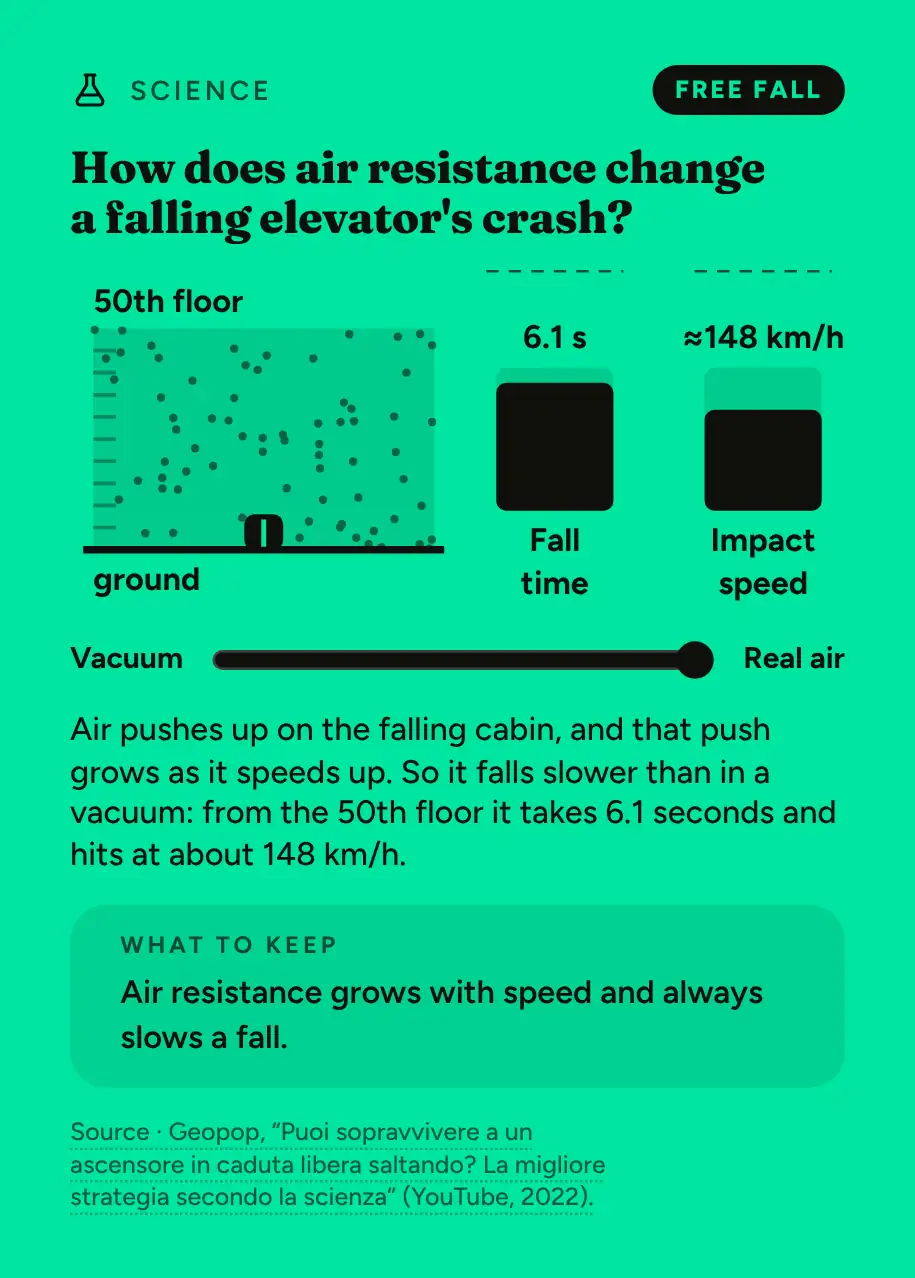 SCIENCE
FREE FALL
How does air resistance change
a falling elevator's crash?
50th floor
6.1 s
≈148 km/h
Fall
time
Impact
speed
ground
Vacuum
Real air
Air pushes up on the falling cabin, and that push
grows as it speeds up. So it falls slower than in a
vacuum: from the 50th floor it takes 6.1 seconds and
hits at about 148 km/h.
WHAT TO KEEP
Air resistance grows with speed and always
slows a fall.
Source · Geopop, “Puoi sopravvivere a un
ascensore in caduta libera saltando? La migliore
strategia secondo la scienza” (YouTube, 2022).